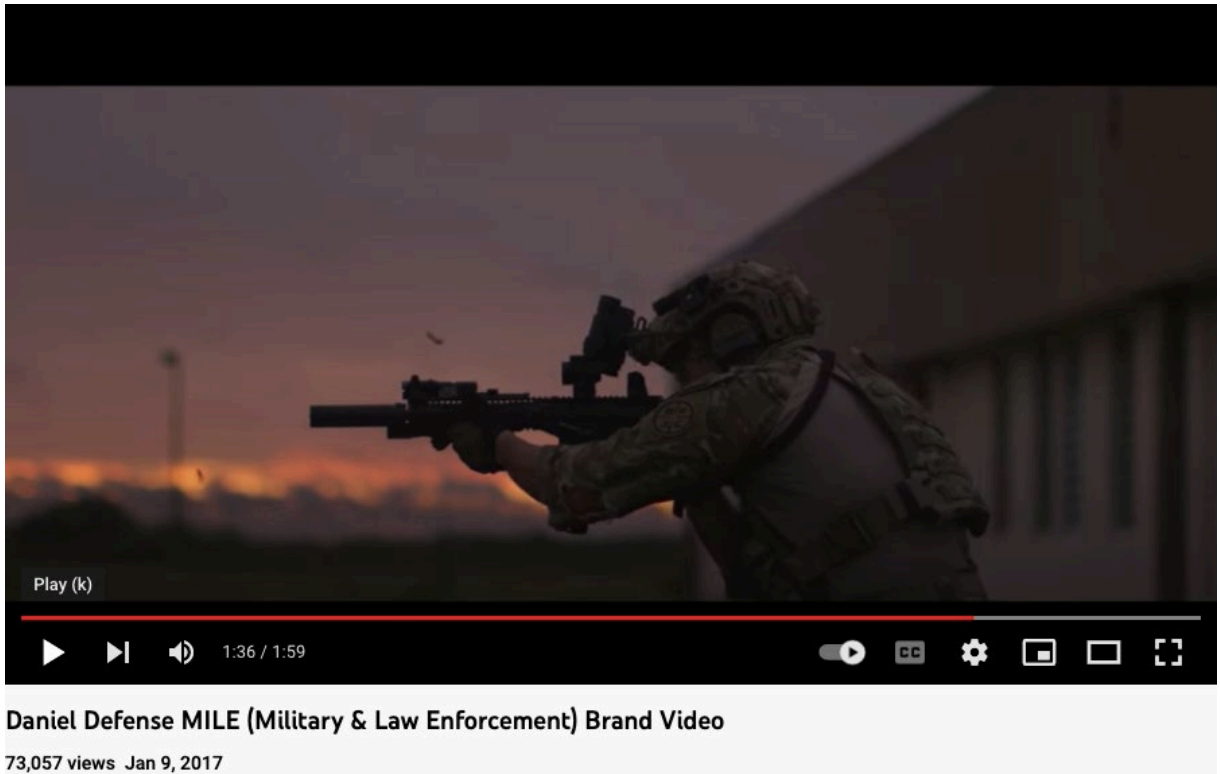 Play (k)
1:36 / 1:59
CC
Daniel Defense MILE (Military & Law Enforcement) Brand Video
73,057 views Jan 9, 2017